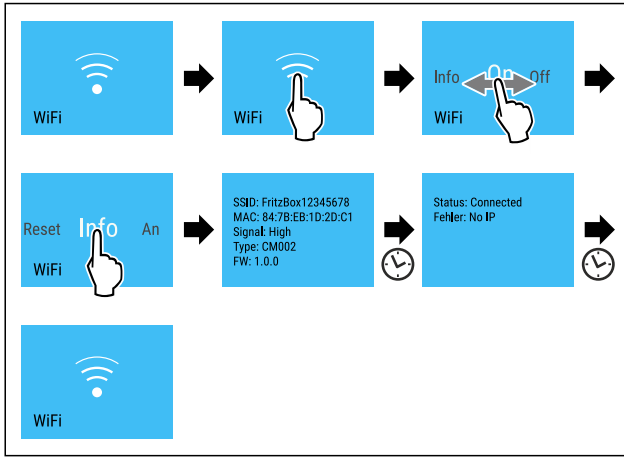 WiFi
WiFi
Info On Off
WiFi
Reset Info An
WiFi
SSID: FritzBox12345678
MAC: 84:7B:EB:1D:2D:C1
Signal: High
Type: CM002
FW: 1.0.0
Status: Connected
Fehler: No IP
WiFi